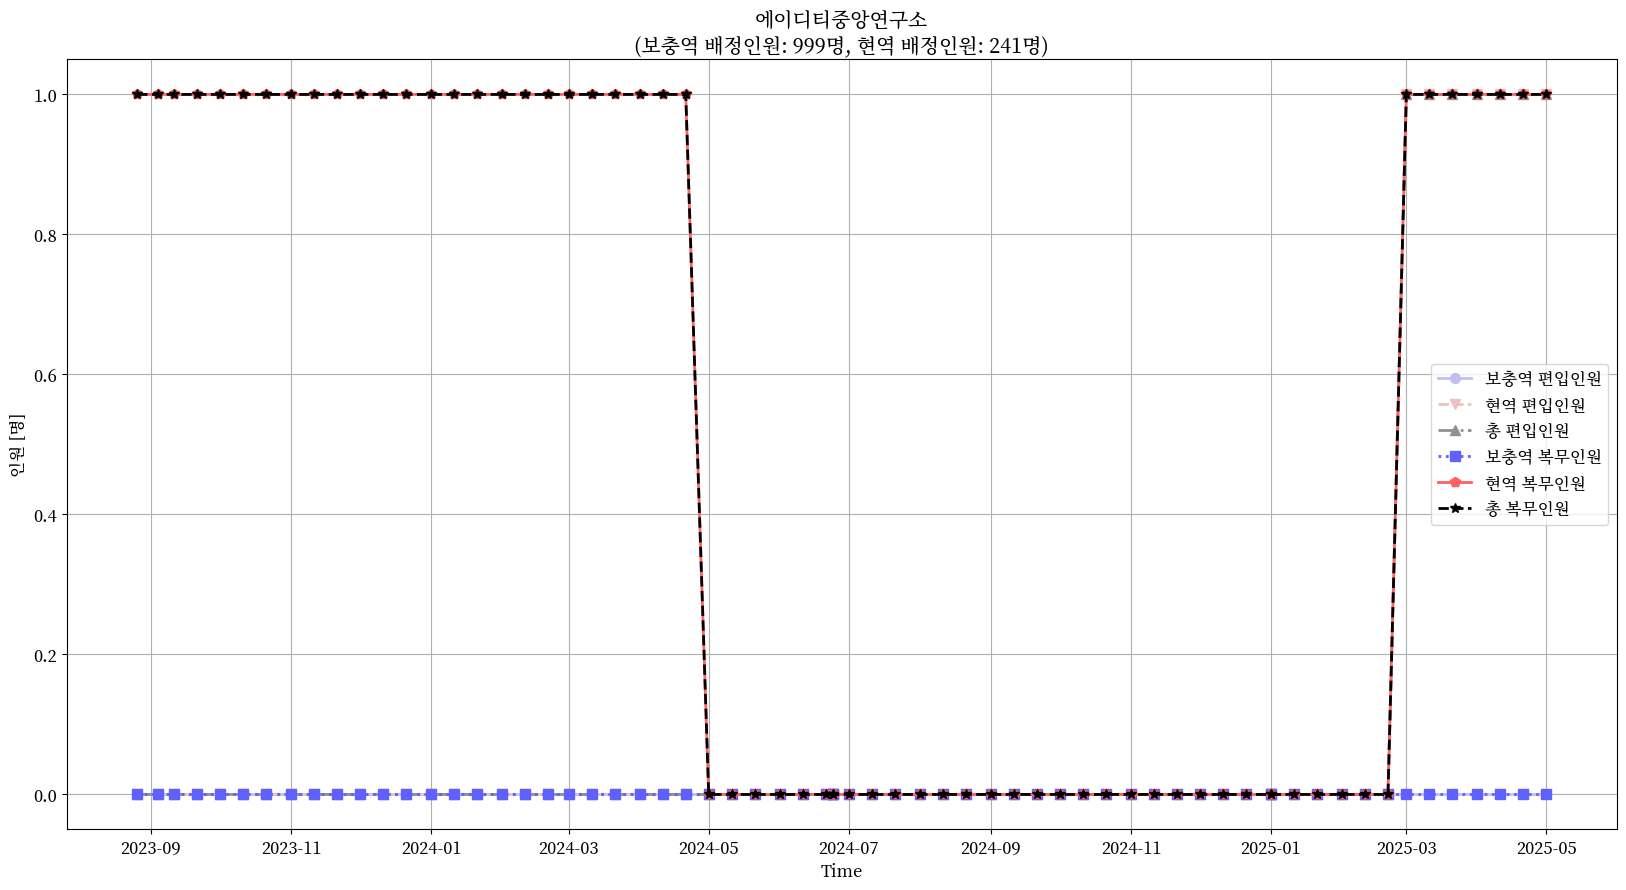 에이디티중앙연구소
(보충역 배정인원: 999명, 현역 배정인원: 241명)
인원 [명]
1.0
0.8
0.6
0.4
0.2
0.0
보충역 편입인원
현역 편입인원
총 편입인원
보충역 복무인원
현역 복무인원
총 복무인원
2023-09
2023-11
2024-01
2024-03
2024-05
2024-07
2024-09
2024-11
2025-01
2025-03
2025-05
Time